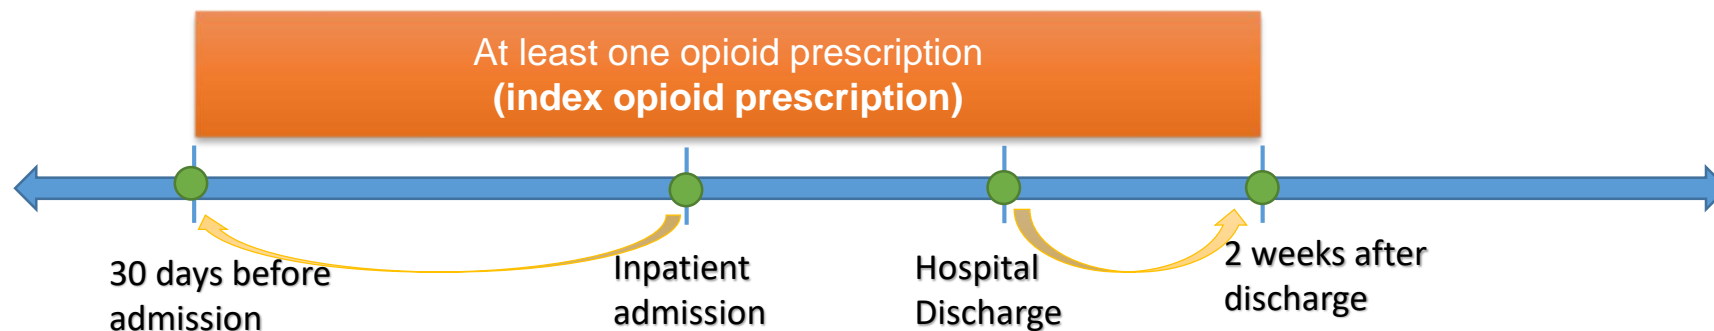 At least one opioid prescription
(index opioid prescription)
30 days before
admission
Inpatient
admission
Hospital
Discharge
2 weeks after
discharge